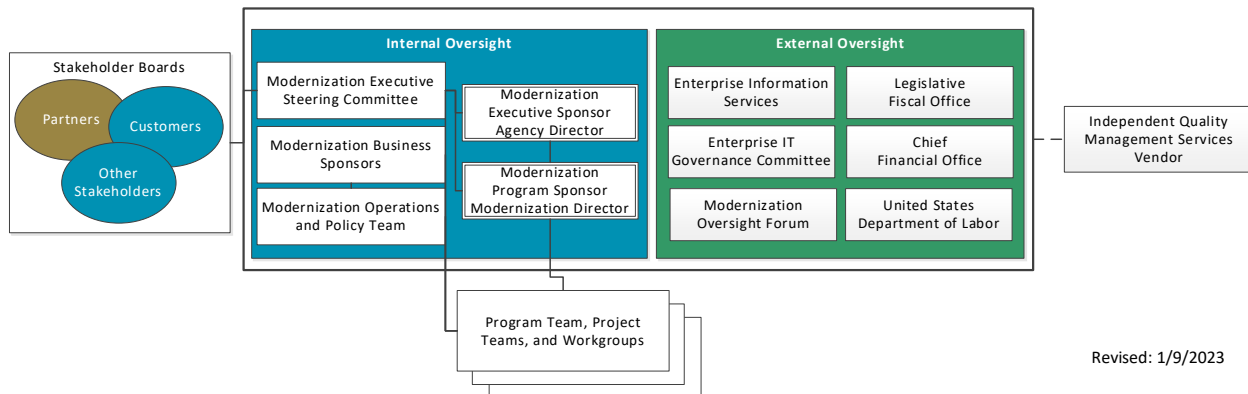 Stakeholder Boards
Partners
Customers
Other
Stakeholders
Internal Oversight
Modernization Executive
Steering Committee
Modernization Business
Sponsors
Modernization Operations
and Policy Team
Modernization
Executive Sponsor
Agency Director
Modernization
Program Sponsor
Modernization Director
External Oversight
Enterprise Information
Services
Legislative
Fiscal Office
Enterprise IT
Governance Committee
Chief
Financial Office
Modernization
Oversight Forum
United States
Department of Labor
Independent Quality
Management Services
Vendor
Program Team, Project
Teams, and Workgroups
Revised: 1/9/2023